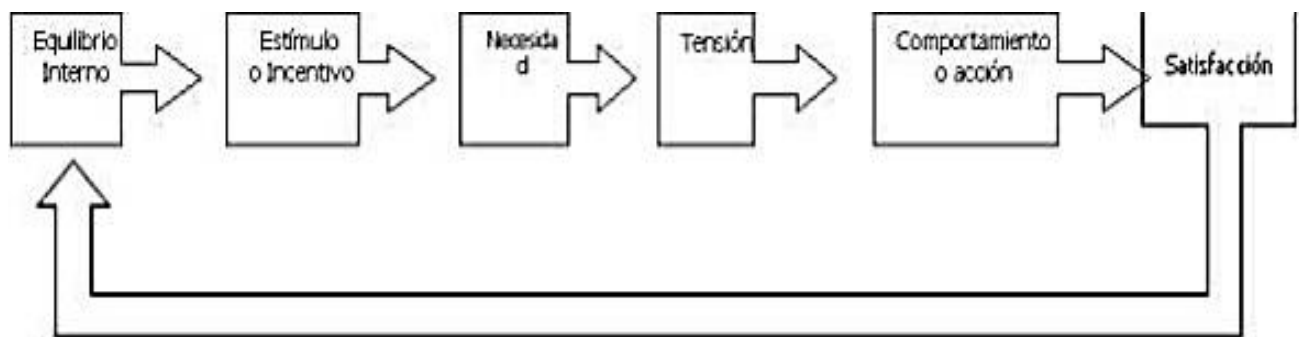 Equilibrio
Interno
Estímulo
o Incentivo
Necesida
d
Tensión
Comportamiento
o acción
Satisfacción